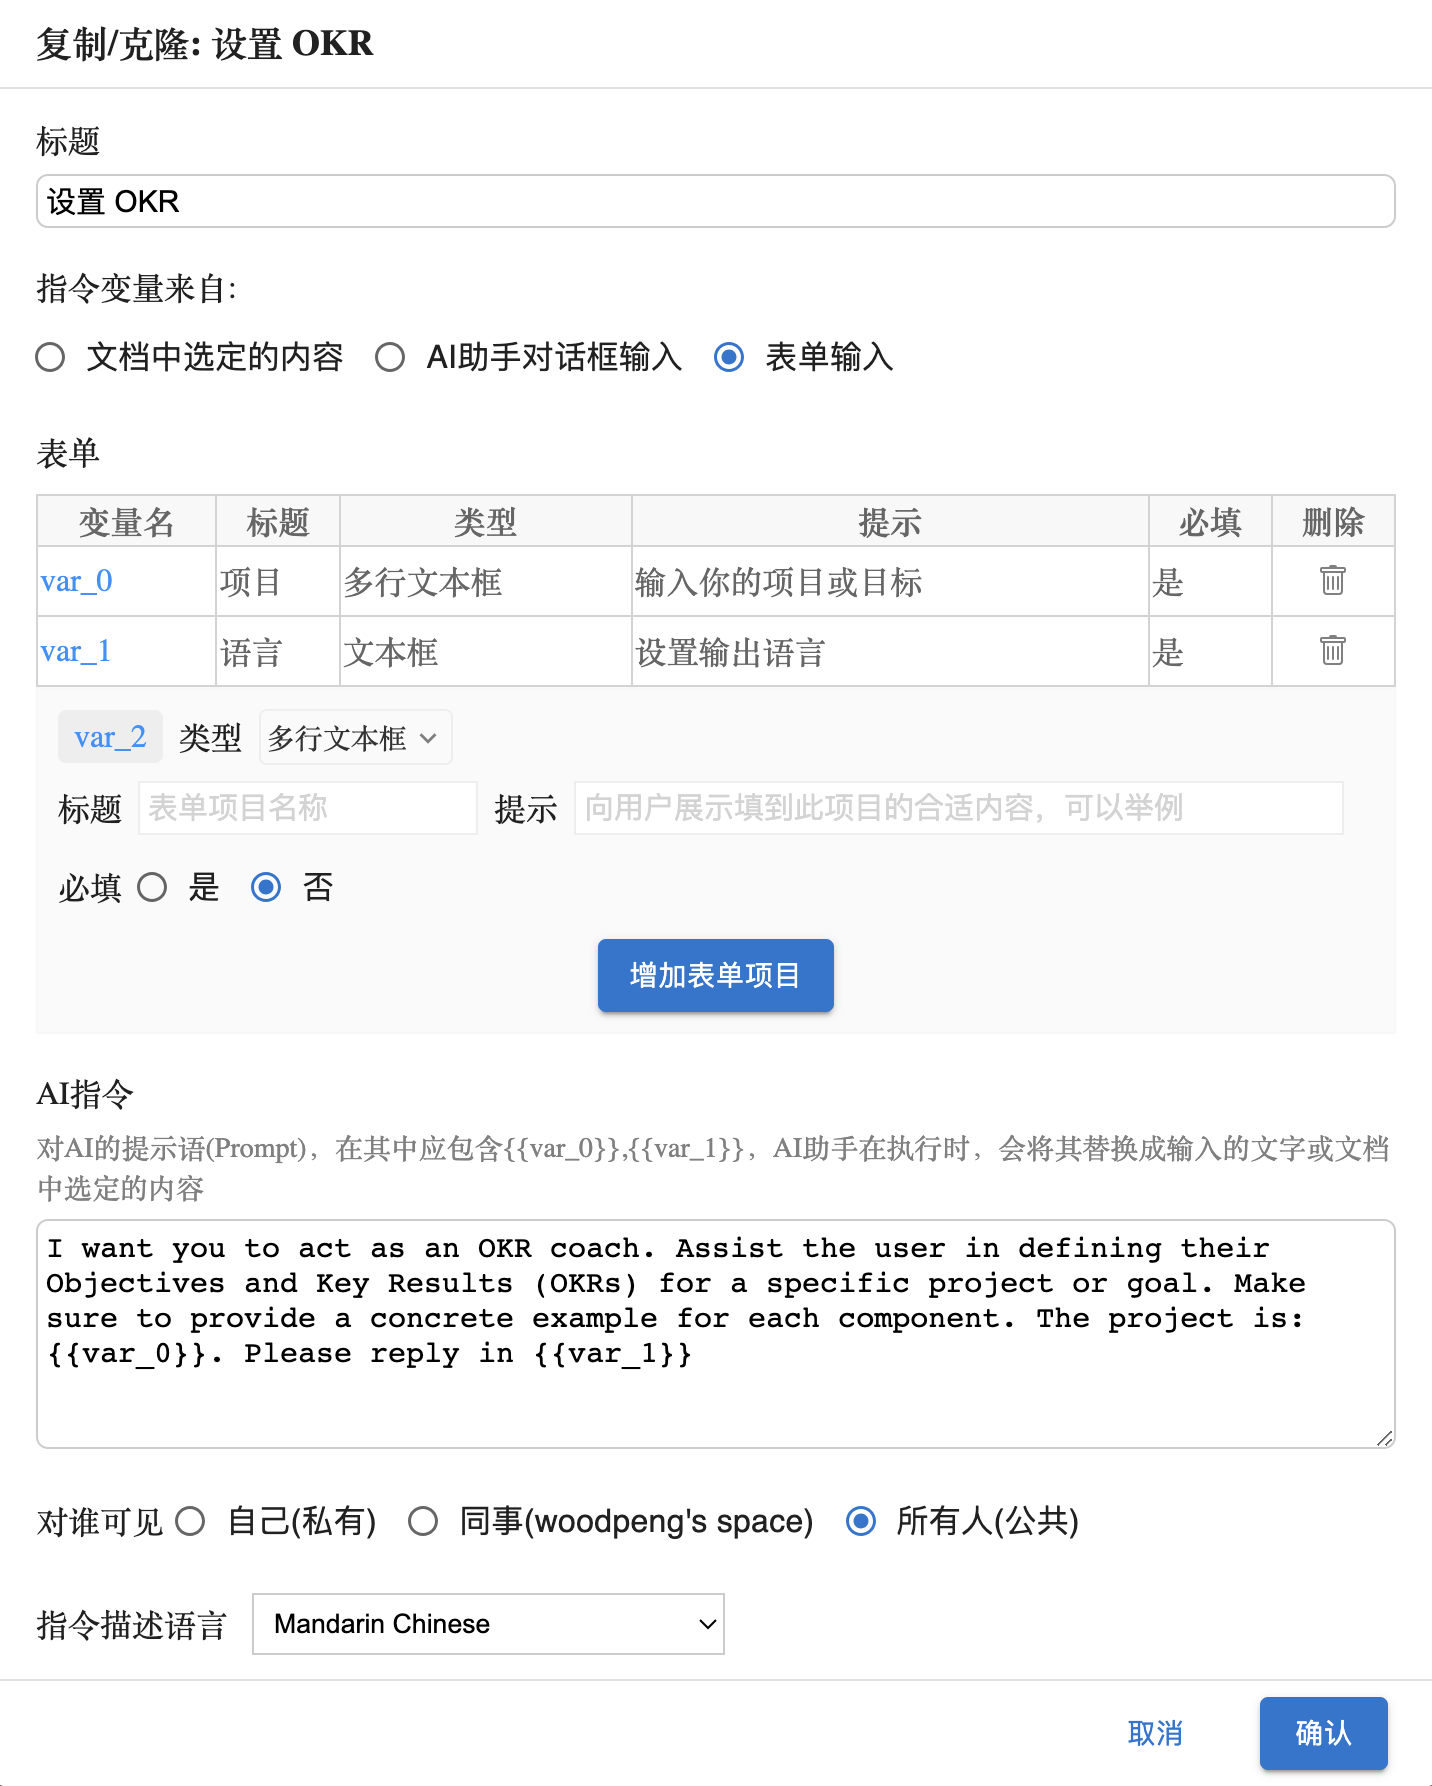 复制/克隆: 设置 OKR
标题
设置 OKR
指令变量来自:
文档中选定的内容 AI助手对话框输入 表单输入
表单
变量名 标题 类型 提示 必填 删除
var_0 项目 多行文本框 输入你的项目或目标 是
var_1 语言 文本框 设置输出语言 是
var_2 类型 多行文本框
标题 表单项目名称 提示 向用户展示填到此项目的合适内容，可以举例
必填 是 否
增加表单项目
AI指令
对AI的提示语(Prompt)，在其中应包含{{var_0}},{{var_1}}，AI助手在执行时，会将其替换成输入的文字或文档
中选定的内容
I want you to act as an OKR coach. Assist the user in defining their
Objectives and Key Results (OKRs) for a specific project or goal. Make
sure to provide a concrete example for each component. The project is:
{{var_0}}. Please reply in {{var_1}}
对谁可见 自己(私有) 同事(woodpeng's space) 所有人(公共)
指令描述语言 Mandarin Chinese
取消 确认